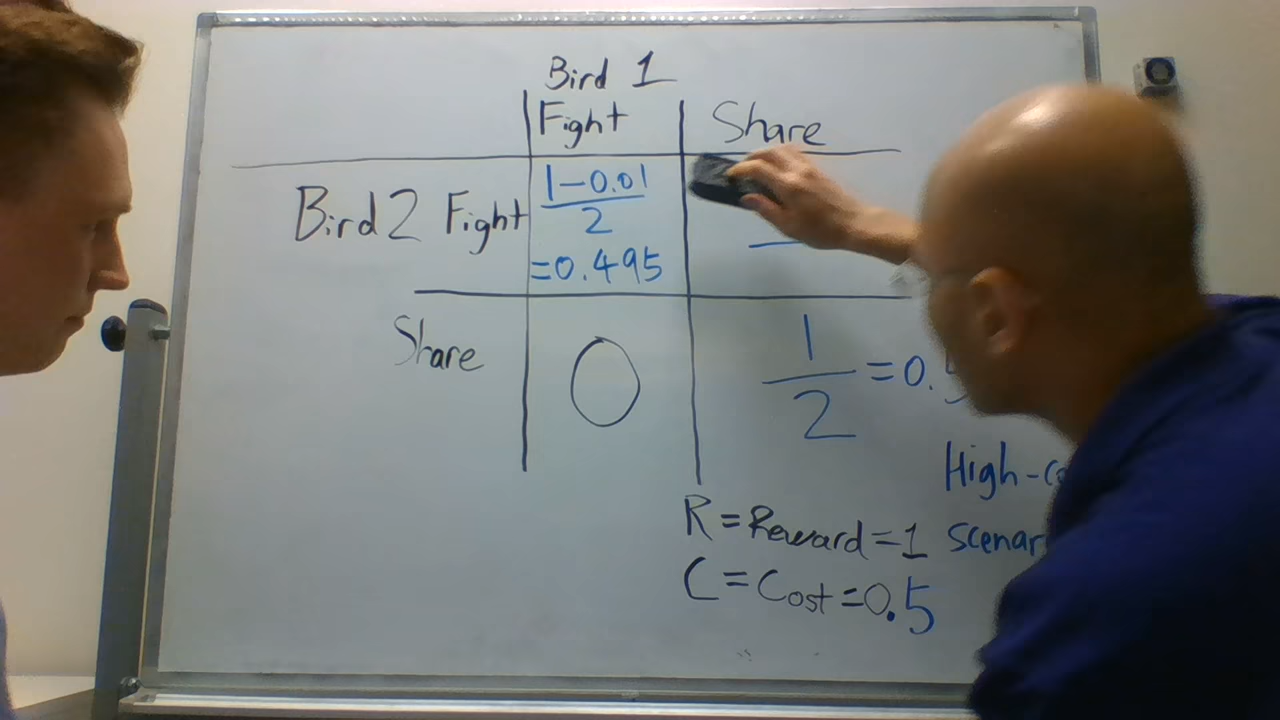 Bird 1
Fight Share
Bird 2 Fight
1-0.01
2
=0.495
Share
0
1
2
=0.5
High-
R = Reward = 1
C = Cost = 0.5